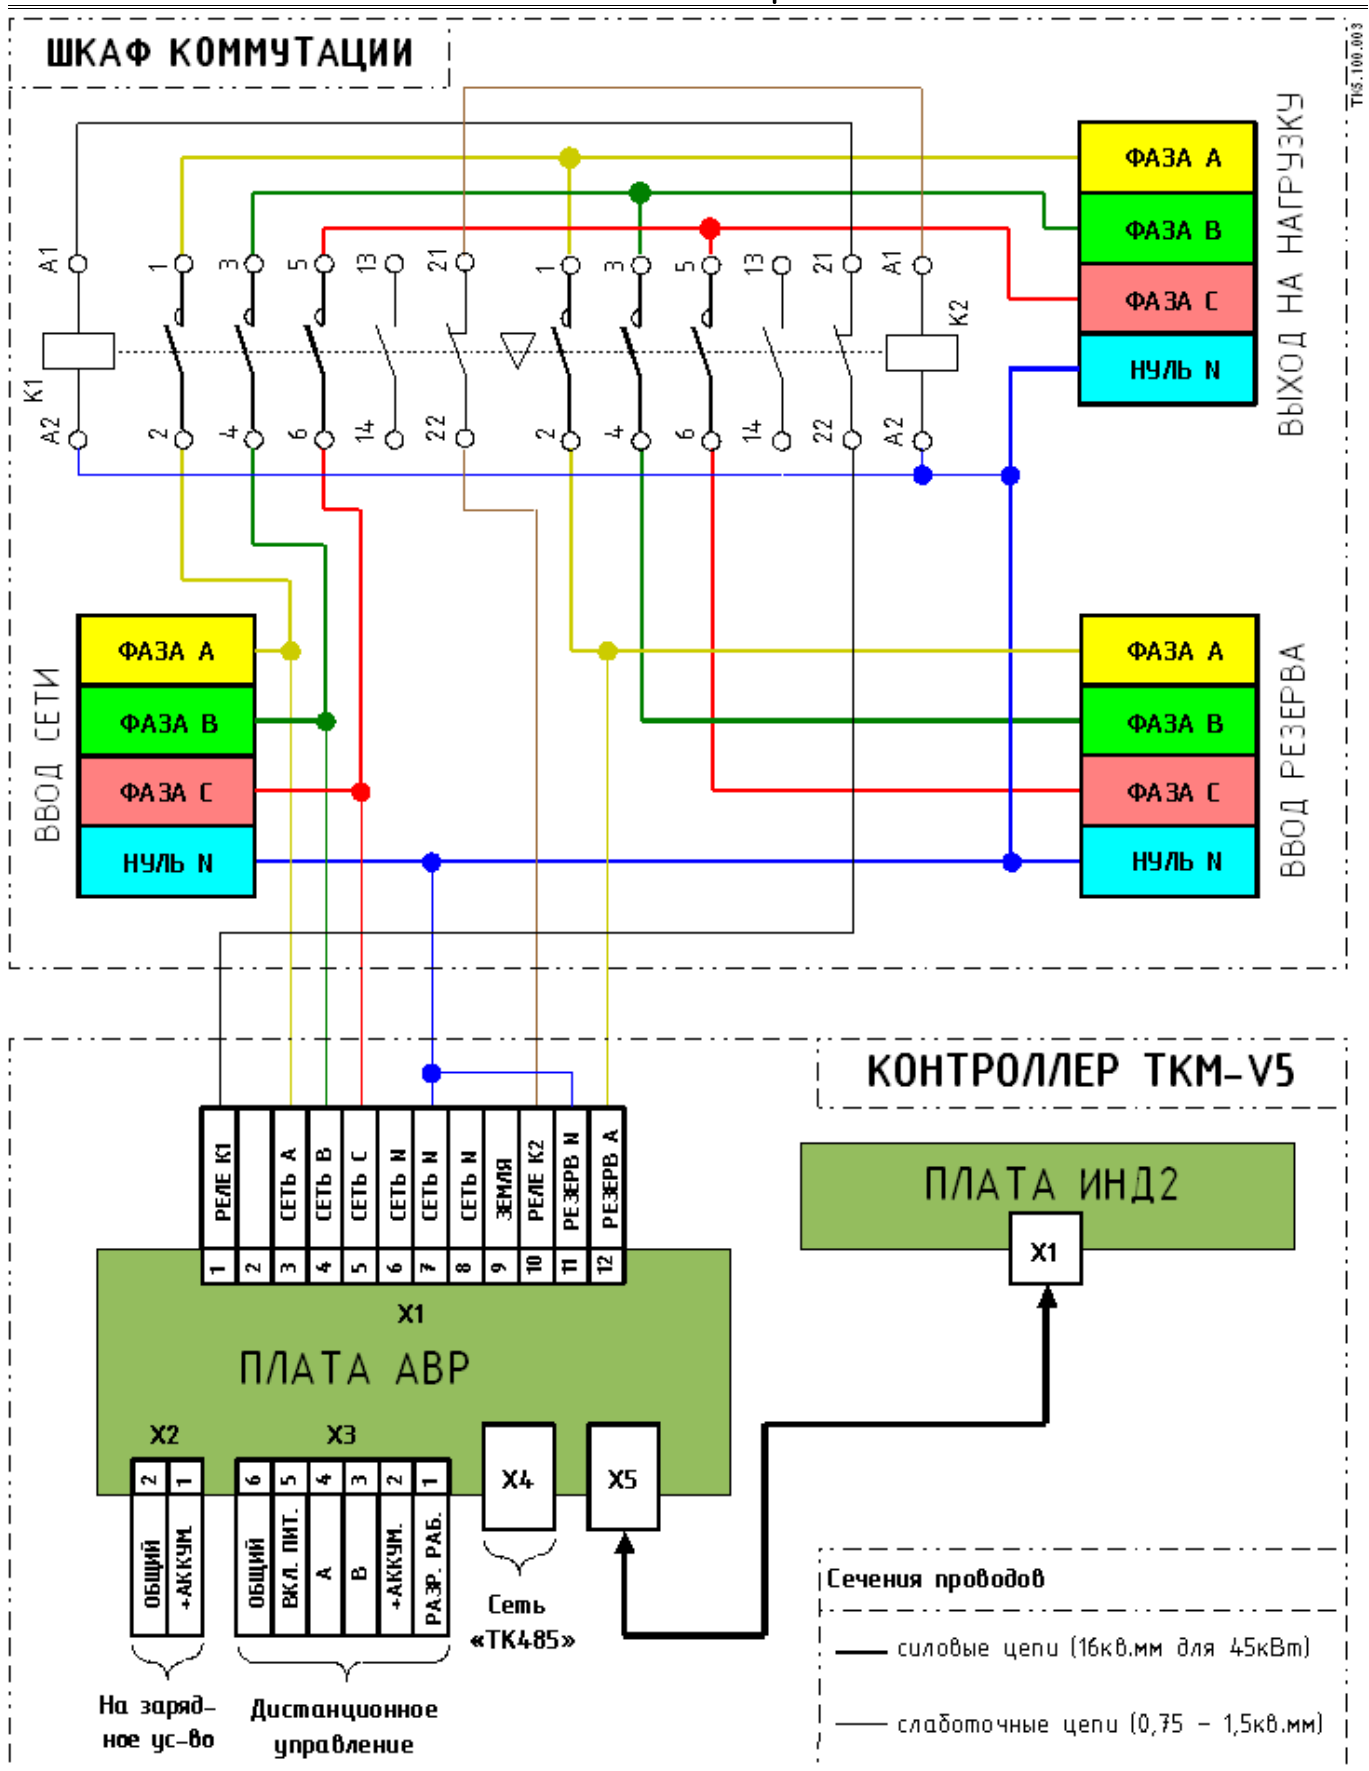 ШКАФ КОММУТАЦИИ
ТК5.100.003
ФАЗА A
ФАЗА B
ФАЗА C
НУЛЬ N
ВЫХОД НА НАГРУЗКУ
A1
1
3
5
13
21
1
3
5
13
21
A1
K1
K2
A2
2
4
6
14
22
2
4
6
14
22
A2
ВВОД СЕТИ
ФАЗА A
ФАЗА B
ФАЗА C
НУЛЬ N
ФАЗА A
ФАЗА B
ФАЗА C
НУЛЬ N
ВВОД РЕЗЕРВА
КОНТРОЛЛЕР ТКМ-V5
РЕЛЕ K1
СЕТЬ A
СЕТЬ B
СЕТЬ C
СЕТЬ N
СЕТЬ N
СЕТЬ N
ЗЕМЛЯ
РЕЛЕ K2
РЕЗЕРВ N
РЕЗЕРВ A
1
2
3
4
5
6
7
8
9
10
11
12
X1
ПЛАТА АВР
ПЛАТА ИНД2
X1
X2
X3
2
1
6
5
4
3
2
1
X4
X5
ОБЩИЙ
+АККУМ.
ОБЩИЙ
ВКЛ. ПИТ.
A
B
+АККУМ.
РАЗР. РАБ.
На заряд-
ное ус-во
Дистанционное
управление
Сеть
«ТК485»
Сечения проводов
силовые цепи (16кв.мм для 45кВт)
слаботочные цепи (0,75 - 1,5кв.мм)